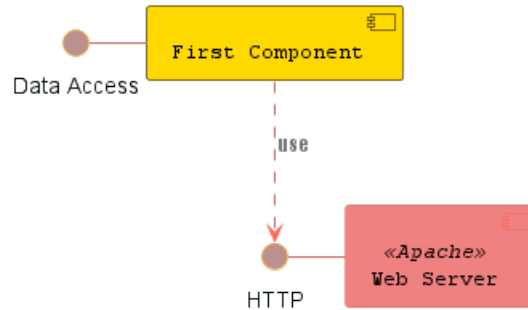 First Component
Data Access
use
«Apache»
Web Server
HTTP